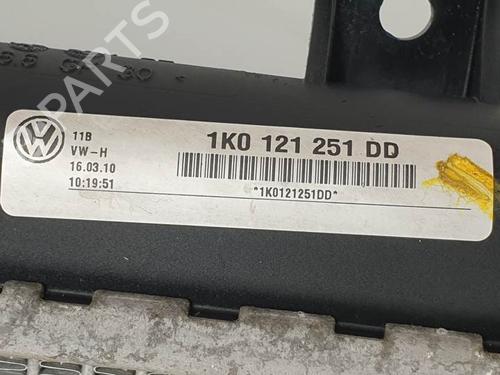 11B
VW-H
16.03.10
10:19:51
1K0 121 251 DD
*1K0121251DD*
B-PARTS